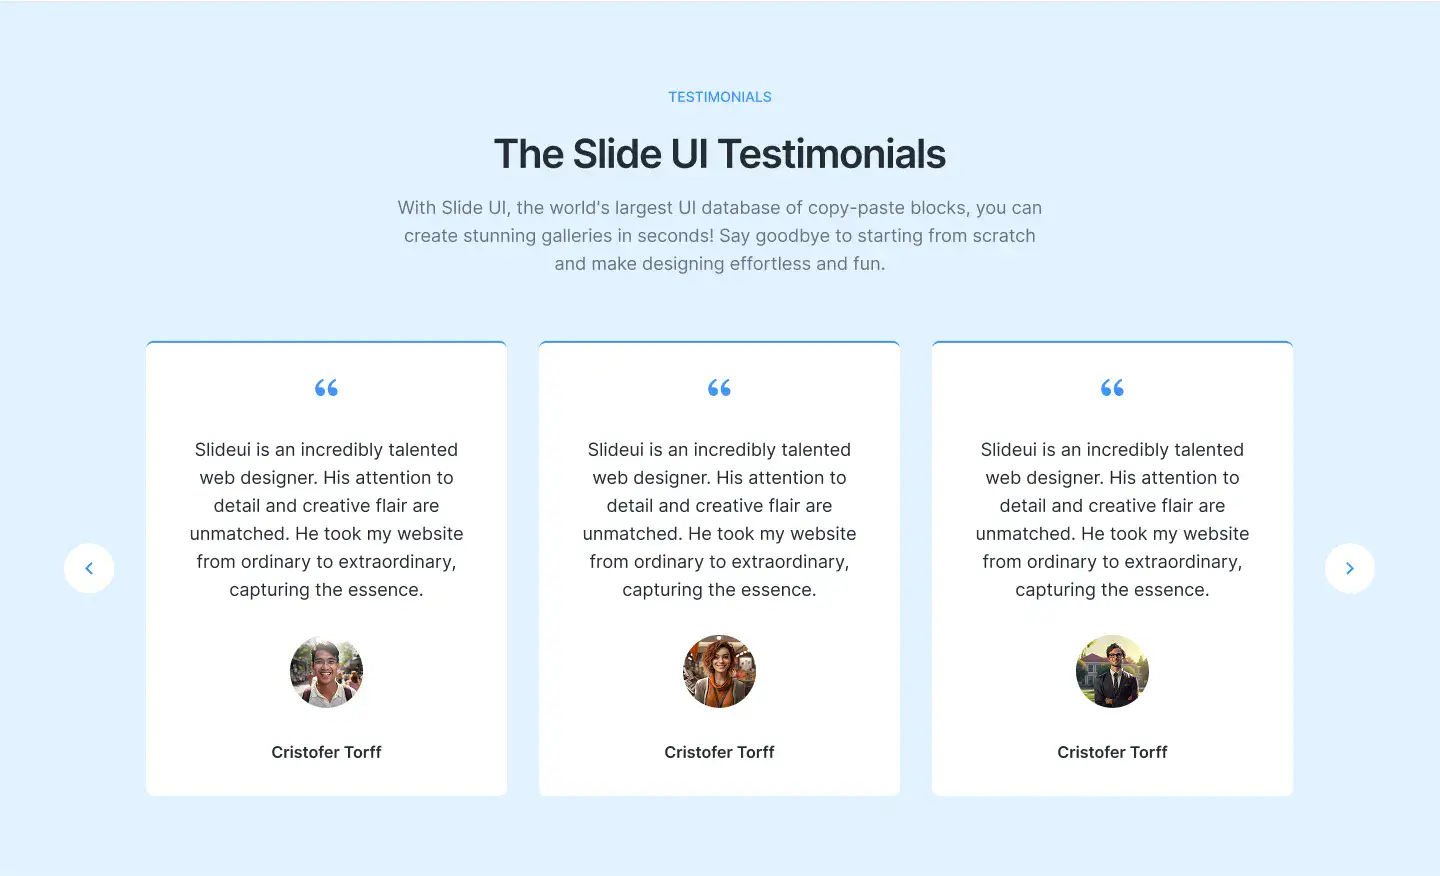 TESTIMONIALS
The Slide UI Testimonials
With Slide UI, the world's largest UI database of copy-paste blocks, you can
create stunning galleries in seconds! Say goodbye to starting from scratch
and make designing effortless and fun.
“
Slideui is an incredibly talented
web designer. His attention to
detail and creative flair are
unmatched. He took my website
from ordinary to extraordinary,
capturing the essence.
Cristofer Torff
“
Slideui is an incredibly talented
web designer. His attention to
detail and creative flair are
unmatched. He took my website
from ordinary to extraordinary,
capturing the essence.
Cristofer Torff
“
Slideui is an incredibly talented
web designer. His attention to
detail and creative flair are
unmatched. He took my website
from ordinary to extraordinary,
capturing the essence.
Cristofer Torff